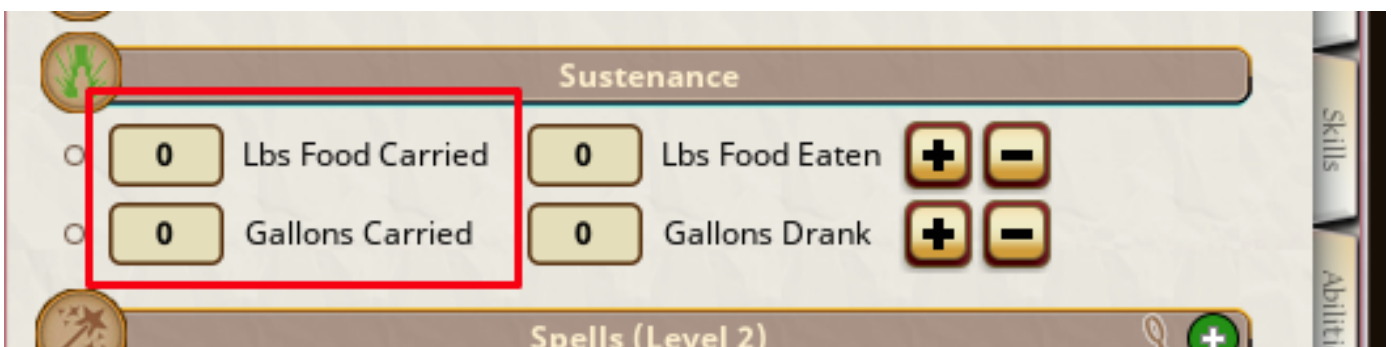 Sustenance
0 Lbs Food Carried 0 Lbs Food Eaten + −
0 Gallons Carried 0 Gallons Drank + −
Spells (Level 2) +
Skills